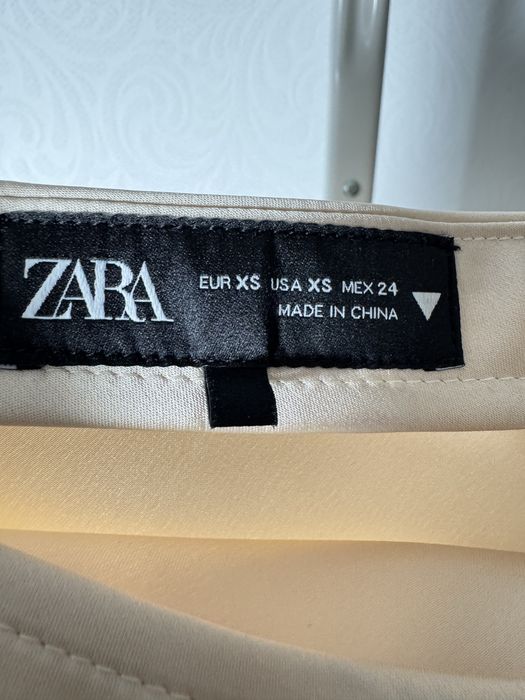 ZARA
EUR XS USA XS MEX 24
MADE IN CHINA